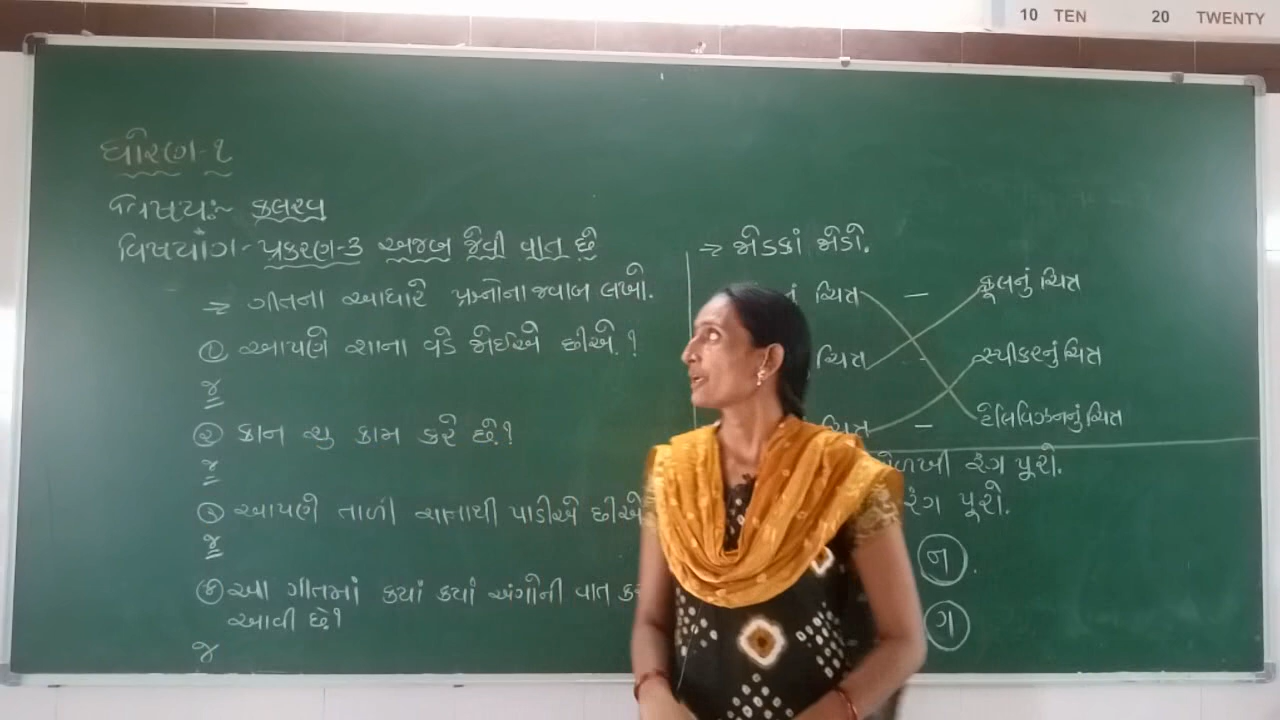 10 TEN 20 TWENTY
ધોરણ-૧
વિષયઃ- કલરવ
વિષયાંગ- પ્રકરણ-૩ અજબ જેવી વાત છે
→ ગીતના આધારે પ્રશ્નોના જવાબ લખો.
૧ આપણે શાના વડે જોઈએ છીએ.?
જ
૨ કાન શુ કામ કરે છે.?
જ
૩ આપણે તાળી શાનાથી પાડીએ છીએ
જ
૪ આ ગીતમાં કયાં કયાં અંગોની વાત
આવી છે.?
જ
→ જોડકાં જોડો.
ચિત્ર – ફૂલનું ચિત્ર
ચિત્ર - સ્પીકરનું ચિત્ર
ચિત્ર – ટેલિવિઝનનું ચિત્ર
રંગ પૂરો.
રંગ પૂરો.
ન
ગ